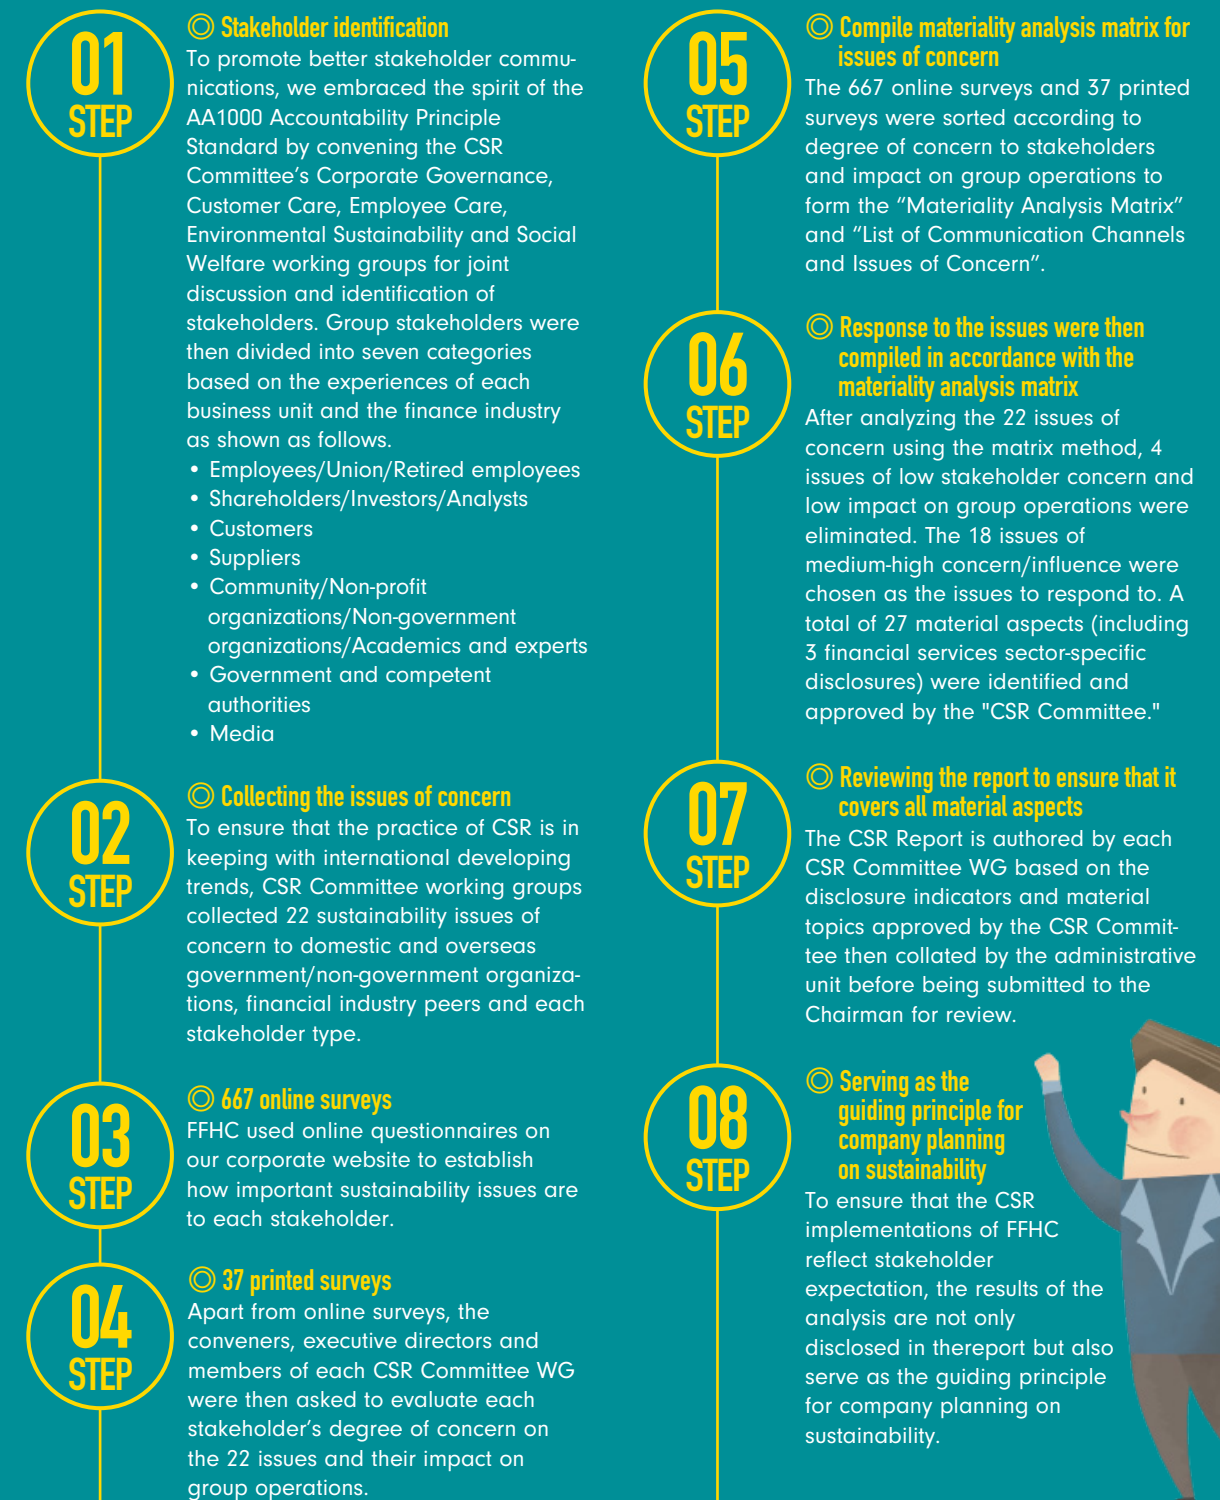 01
STEP
◎ Stakeholder identification
To promote better stakeholder commu-
nications, we embraced the spirit of the
AA1000 Accountability Principle
Standard by convening the CSR
Committee’s Corporate Governance,
Customer Care, Employee Care,
Environmental Sustainability and Social
Welfare working groups for joint
discussion and identification of
stakeholders. Group stakeholders were
then divided into seven categories
based on the experiences of each
business unit and the finance industry
as shown as follows.
• Employees/Union/Retired employees
• Shareholders/Investors/Analysts
• Customers
• Suppliers
• Community/Non-profit
organizations/Non-government
organizations/Academics and experts
• Government and competent
authorities
• Media
02
STEP
◎ Collecting the issues of concern
To ensure that the practice of CSR is in
keeping with international developing
trends, CSR Committee working groups
collected 22 sustainability issues of
concern to domestic and overseas
government/non-government organiza-
tions, financial industry peers and each
stakeholder type.
03
STEP
◎ 667 online surveys
FFHC used online questionnaires on
our corporate website to establish
how important sustainability issues are
to each stakeholder.
04
STEP
◎ 37 printed surveys
Apart from online surveys, the
conveners, executive directors and
members of each CSR Committee WG
were then asked to evaluate each
stakeholder’s degree of concern on
the 22 issues and their impact on
group operations.
05
STEP
◎ Compile materiality analysis matrix for
issues of concern
The 667 online surveys and 37 printed
surveys were sorted according to
degree of concern to stakeholders
and impact on group operations to
form the “Materiality Analysis Matrix”
and “List of Communication Channels
and Issues of Concern”.
06
STEP
◎ Response to the issues were then
compiled in accordance with the
materiality analysis matrix
After analyzing the 22 issues of
concern using the matrix method, 4
issues of low stakeholder concern and
low impact on group operations were
eliminated. The 18 issues of
medium-high concern/influence were
chosen as the issues to respond to. A
total of 27 material aspects (including
3 financial services sector-specific
disclosures) were identified and
approved by the "CSR Committee."
07
STEP
◎ Reviewing the report to ensure that it
covers all material aspects
The CSR Report is authored by each
CSR Committee WG based on the
disclosure indicators and material
topics approved by the CSR Commit-
tee then collated by the administrative
unit before being submitted to the
Chairman for review.
08
STEP
◎ Serving as the
guiding principle for
company planning
on sustainability
To ensure that the CSR
implementations of FFHC
reflect stakeholder
expectation, the results of the
analysis are not only
disclosed in thereport but also
serve as the guiding principle
for company planning on
sustainability.